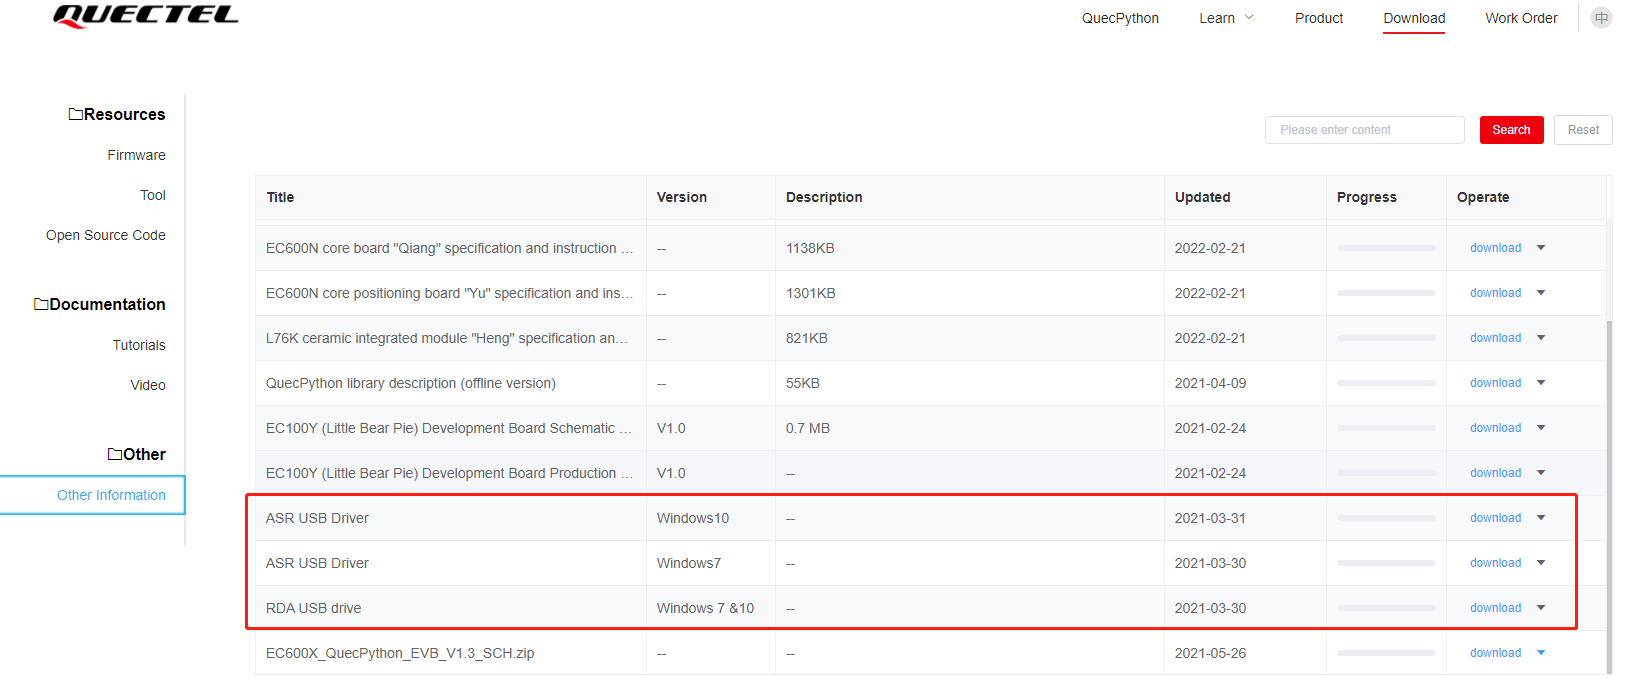 QUECTEL
QuecPython Learn Product Download Work Order 中
Resources
Firmware
Tool
Open Source Code
Documentation
Tutorials
Video
Other
Other Information
Please enter content Search Reset
Title Version Description Updated Progress Operate
EC600N core board "Qiang" specification and instruction ... -- 1138KB 2022-02-21 download
EC600N core positioning board "Yu" specification and ins... -- 1301KB 2022-02-21 download
L76K ceramic integrated module "Heng" specification an... -- 821KB 2022-02-21 download
QuecPython library description (offline version) -- 55KB 2021-04-09 download
EC100Y (Little Bear Pie) Development Board Schematic ... V1.0 0.7 MB 2021-02-24 download
EC100Y (Little Bear Pie) Development Board Production ... V1.0 -- 2021-02-24 download
ASR USB Driver Windows10 -- 2021-03-31 download
ASR USB Driver Windows7 -- 2021-03-30 download
RDA USB drive Windows 7 &10 -- 2021-03-30 download
EC600X_QuecPython_EVB_V1.3_SCH.zip -- -- 2021-05-26 download